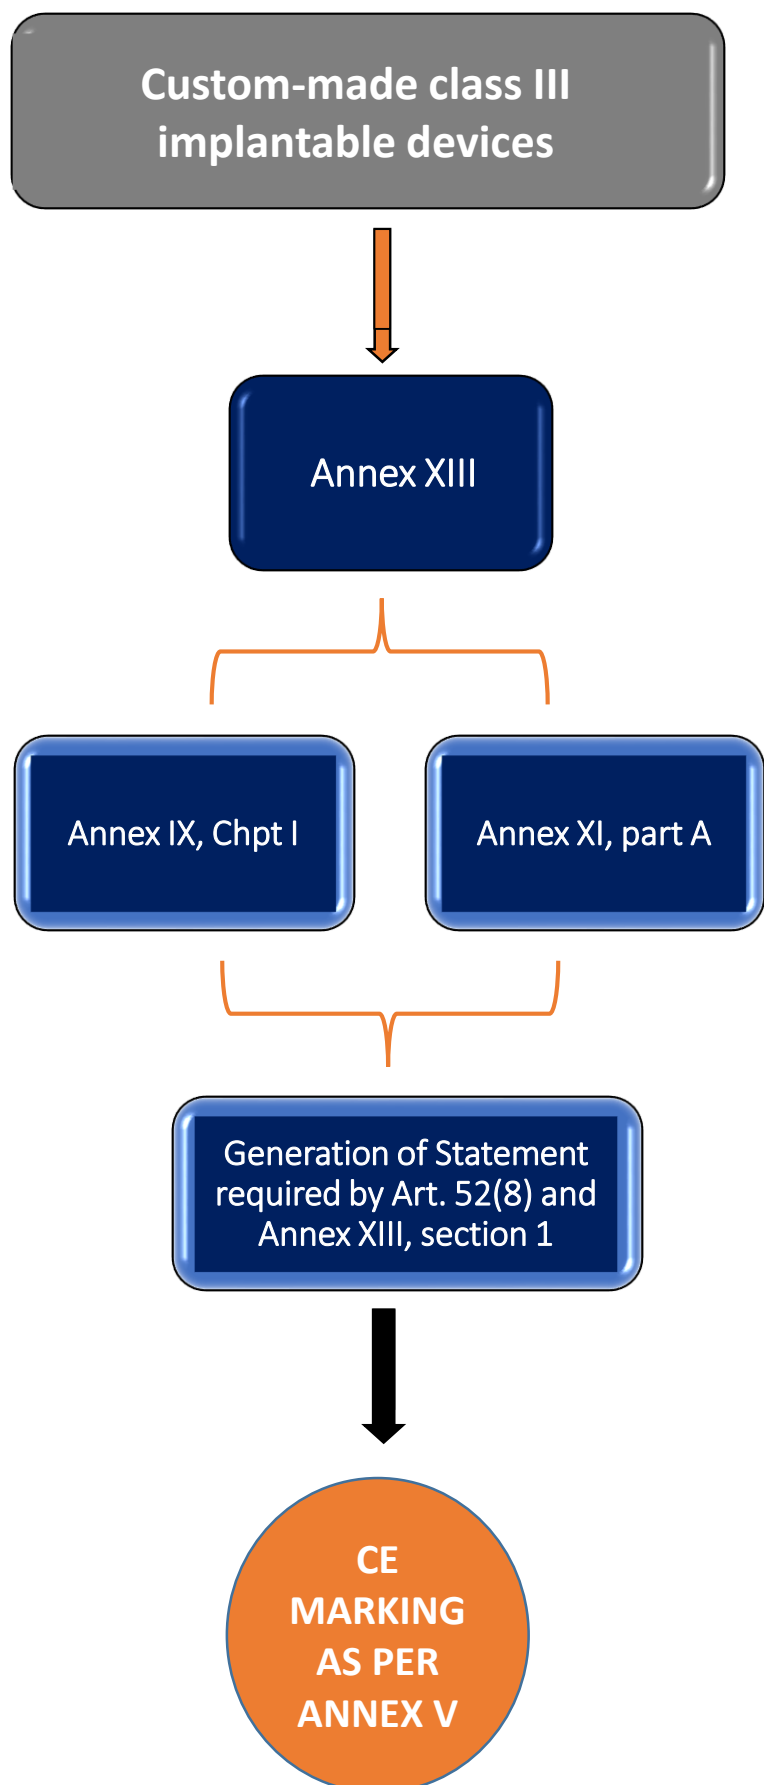 Custom-made class III
implantable devices
Annex XIII
Annex IX, Chpt I
Annex XI, part A
Generation of Statement
required by Art. 52(8) and
Annex XIII, section 1
CE
MARKING
AS PER
ANNEX V